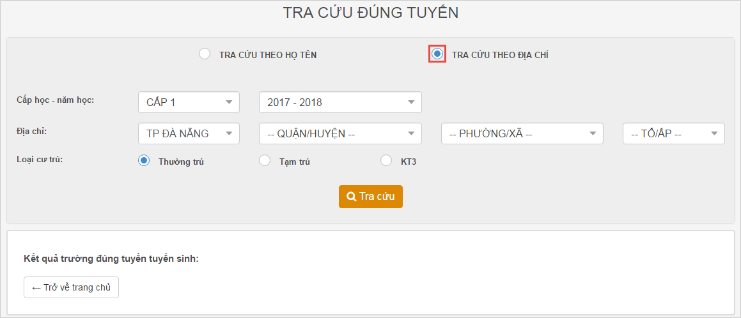 TRA CỨU ĐÚNG TUYẾN
TRA CỨU THEO HỌ TÊN TRA CỨU THEO ĐỊA CHỈ
Cấp học - năm học: CẤP 1 2017 - 2018
Địa chỉ: TP ĐÀ NẴNG -- QUẬN/HUYỆN -- -- PHƯỜNG/XÃ -- -- TỔ/ẤP --
Loại cư trú: Thường trú Tạm trú KT3
Tra cứu
Kết quả trường đúng tuyến tuyển sinh:
← Trở về trang chủ